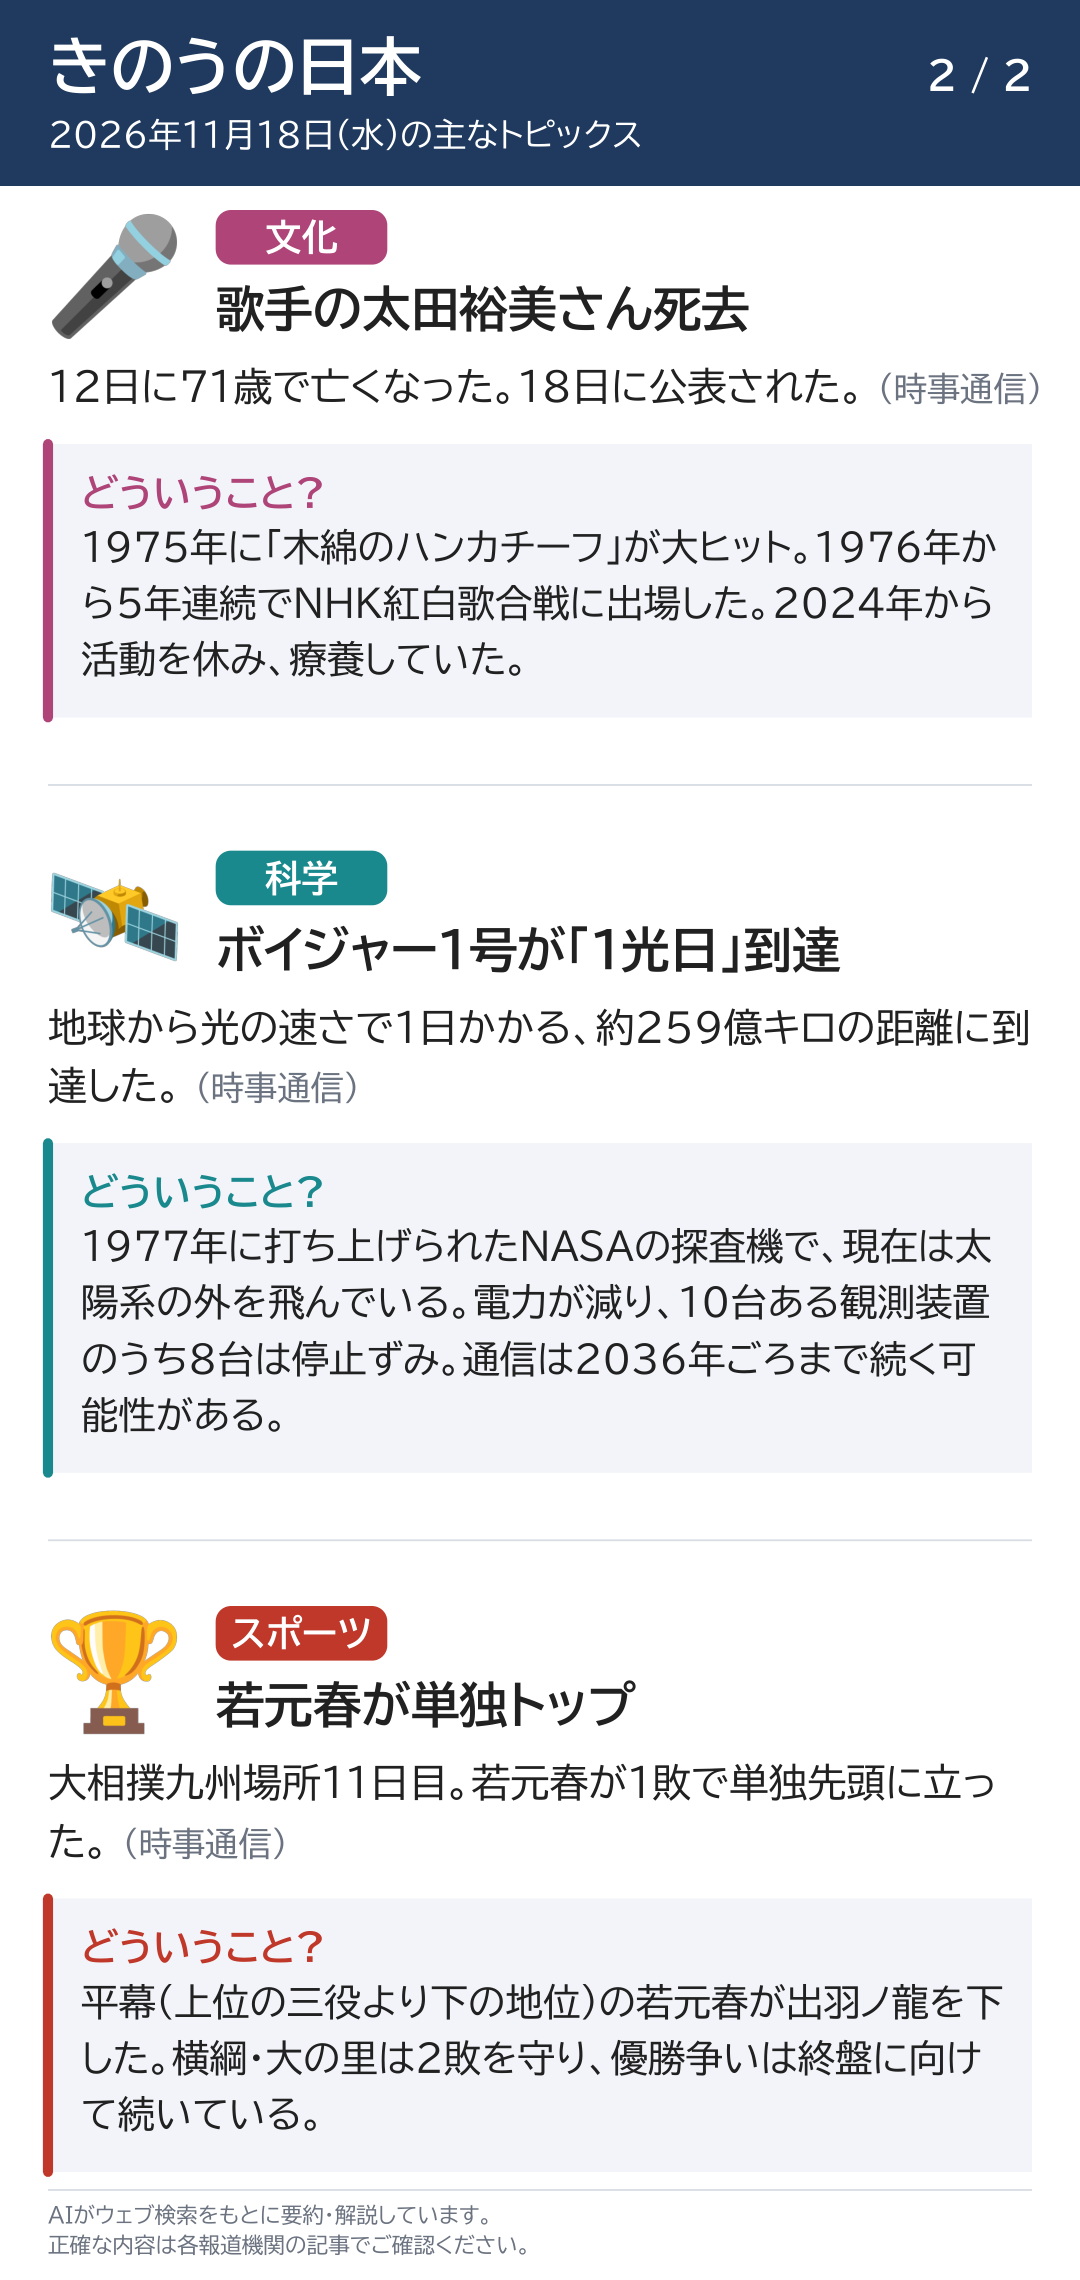 きのうの日本
2 / 2
2026年11月18日(水)の主なトピックス
文化
歌手の太田裕美さん死去
12日に71歳で亡くなった。18日に公表された。(時事通信)
どういうこと?
1975年に「木綿のハンカチーフ」が大ヒット。1976年か
ら5年連続でNHK紅白歌合戦に出場した。2024年から
活動を休み、療養していた。
科学
ボイジャー1号が「1光日」到達
地球から光の速さで1日かかる、約259億キロの距離に到
達した。(時事通信)
どういうこと?
1977年に打ち上げられたNASAの探査機で、現在は太
陽系の外を飛んでいる。電力が減り、10台ある観測装置
のうち8台は停止ずみ。通信は2036年ごろまで続く可
能性がある。
スポーツ
若元春が単独トップ
大相撲九州場所11日目。若元春が1敗で単独先頭に立っ
た。(時事通信)
どういうこと?
平幕(上位の三役より下の地位)の若元春が出羽ノ龍を下
した。横綱・大の里は2敗を守り、優勝争いは終盤に向け
て続いている。
AIがウェブ検索をもとに要約・解説しています。
正確な内容は各報道機関の記事でご確認ください。